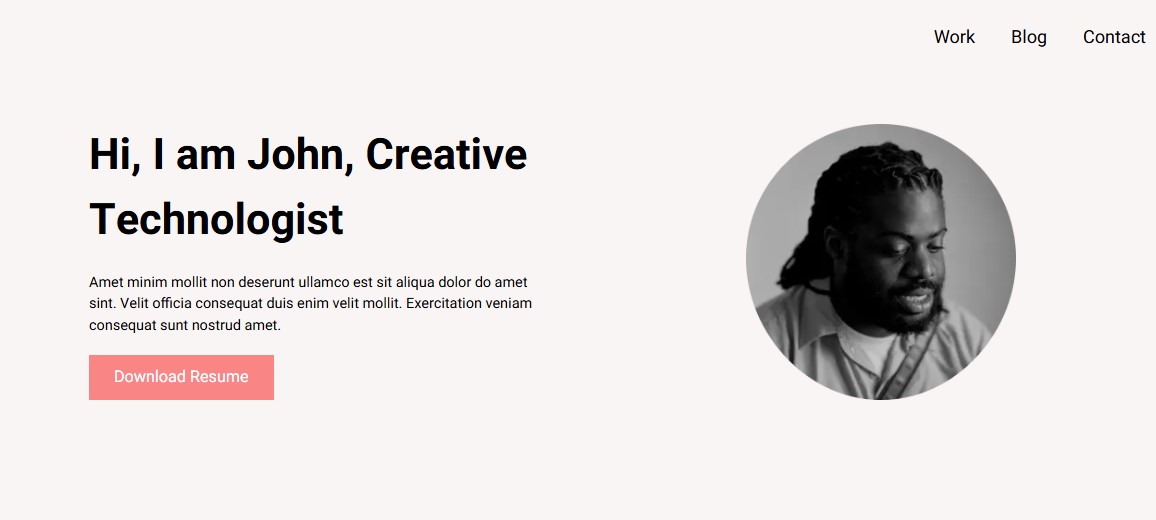 Work Blog Contact
Hi, I am John, Creative
Technologist
Amet minim mollit non deserunt ullamco est sit aliqua dolor do amet
sint. Velit officia consequat duis enim velit mollit. Exercitation veniam
consequat sunt nostrud amet.
Download Resume